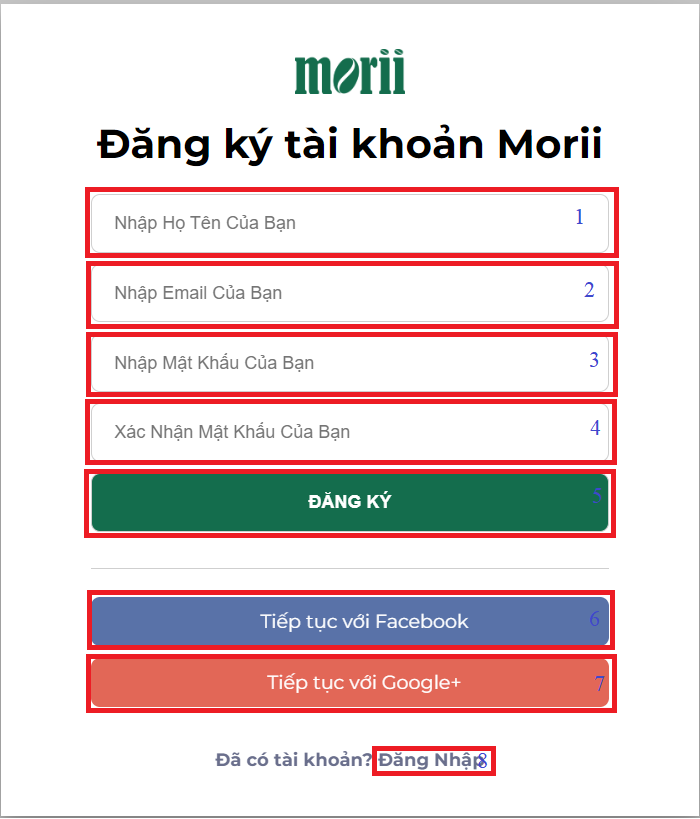 morii
Đăng ký tài khoản Morii
Nhập Họ Tên Của Bạn 1
Nhập Email Của Bạn 2
Nhập Mật Khẩu Của Bạn 3
Xác Nhận Mật Khẩu Của Bạn 4
ĐĂNG KÝ 5
Tiếp tục với Facebook 6
Tiếp tục với Google+ 7
Đã có tài khoản? Đăng Nhập 8